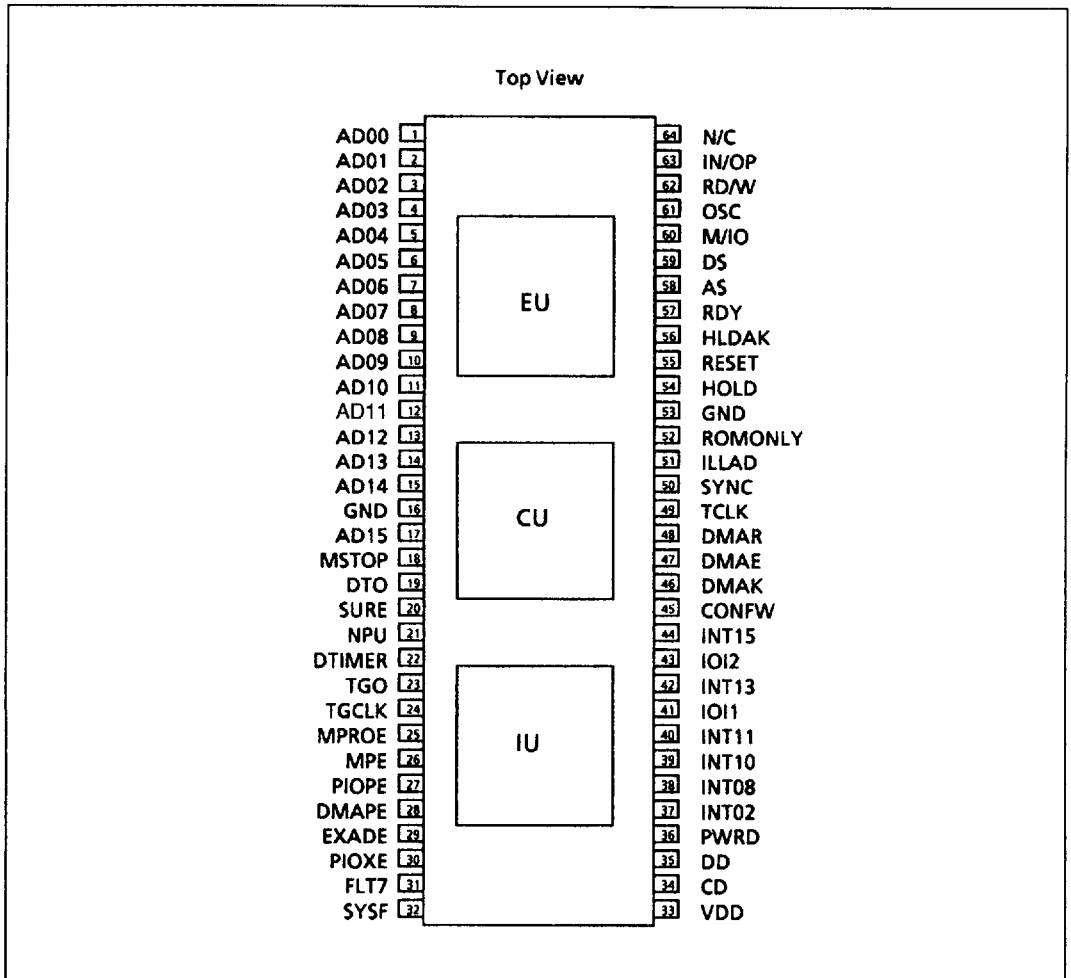 Top View
AD00 1 64 N/C
AD01 2 63 IN/OP
AD02 3 62 RD/W
AD03 4 61 OSC
AD04 5 60 M/IO
AD05 6 59 DS
AD06 7 58 AS
AD07 8 57 RDY
AD08 9 56 HLDAK
AD09 10 55 RESET
AD10 11 54 HOLD
AD11 12 53 GND
AD12 13 52 ROMONLY
AD13 14 51 ILLAD
AD14 15 50 SYNC
GND 16 49 TCLK
AD15 17 48 DMAR
MSTOP 18 47 DMAE
DTO 19 46 DMAK
SURE 20 45 CONFW
NPU 21 44 INT15
DTIMER 22 43 IOI2
TGO 23 42 INT13
TGCLK 24 41 IOI1
MPROE 25 40 INT11
MPE 26 39 INT10
PIOPE 27 38 INT08
DMAPE 28 37 INT02
EXADE 29 36 PWRD
PIOXE 30 35 DD
FLT7 31 34 CD
SYSF 32 33 VDD
EU
CU
IU